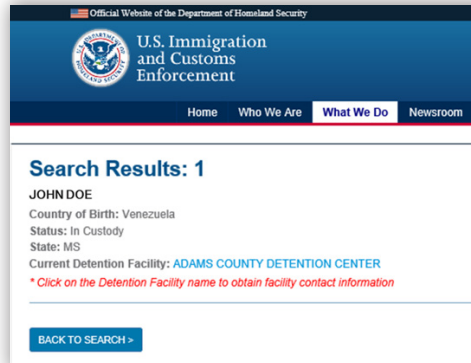 Official Website of the Department of Homeland Security
U.S. Immigration
and Customs
Enforcement
Home Who We Are What We Do Newsroom
Search Results: 1
JOHN DOE
Country of Birth: Venezuela
Status: In Custody
State: MS
Current Detention Facility: ADAMS COUNTY DETENTION CENTER
* Click on the Detention Facility name to obtain facility contact information
BACK TO SEARCH >